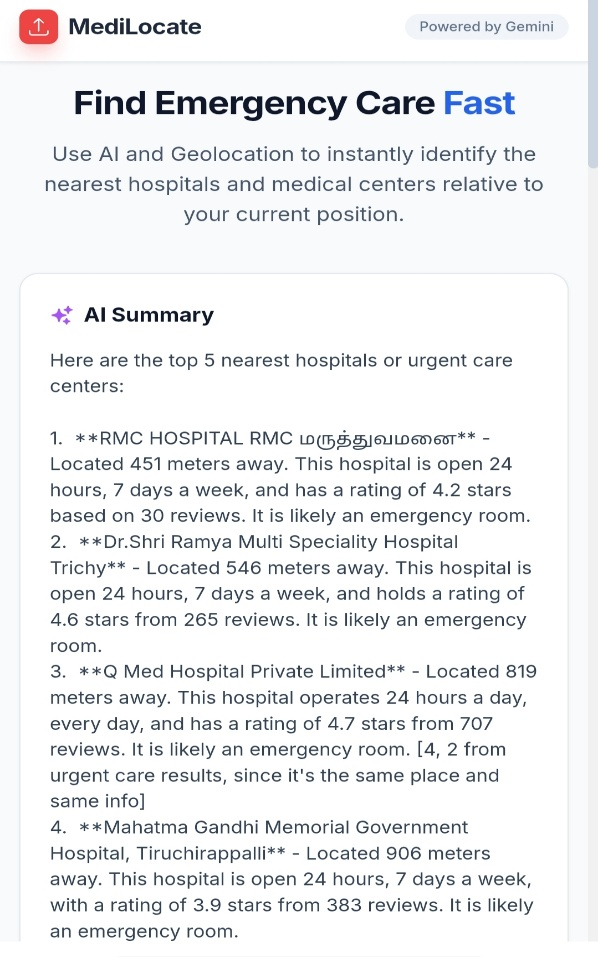 MediLocate
Powered by Gemini
Find Emergency Care Fast
Use AI and Geolocation to instantly identify the
nearest hospitals and medical centers relative to
your current position.
AI Summary
Here are the top 5 nearest hospitals or urgent care
centers:
1. **RMC HOSPITAL RMC மருத்துவமனை** -
Located 451 meters away. This hospital is open 24
hours, 7 days a week, and has a rating of 4.2 stars
based on 30 reviews. It is likely an emergency room.
2. **Dr.Shri Ramya Multi Speciality Hospital
Trichy** - Located 546 meters away. This hospital is
open 24 hours, 7 days a week, and holds a rating of
4.6 stars from 265 reviews. It is likely an emergency
room.
3. **Q Med Hospital Private Limited** - Located 819
meters away. This hospital operates 24 hours a day,
every day, and has a rating of 4.7 stars from 707
reviews. It is likely an emergency room. [4, 2 from
urgent care results, since it's the same place and
same info]
4. **Mahatma Gandhi Memorial Government
Hospital, Tiruchirappalli** - Located 906 meters
away. This hospital is open 24 hours, 7 days a week,
with a rating of 3.9 stars from 383 reviews. It is likely
an emergency room.